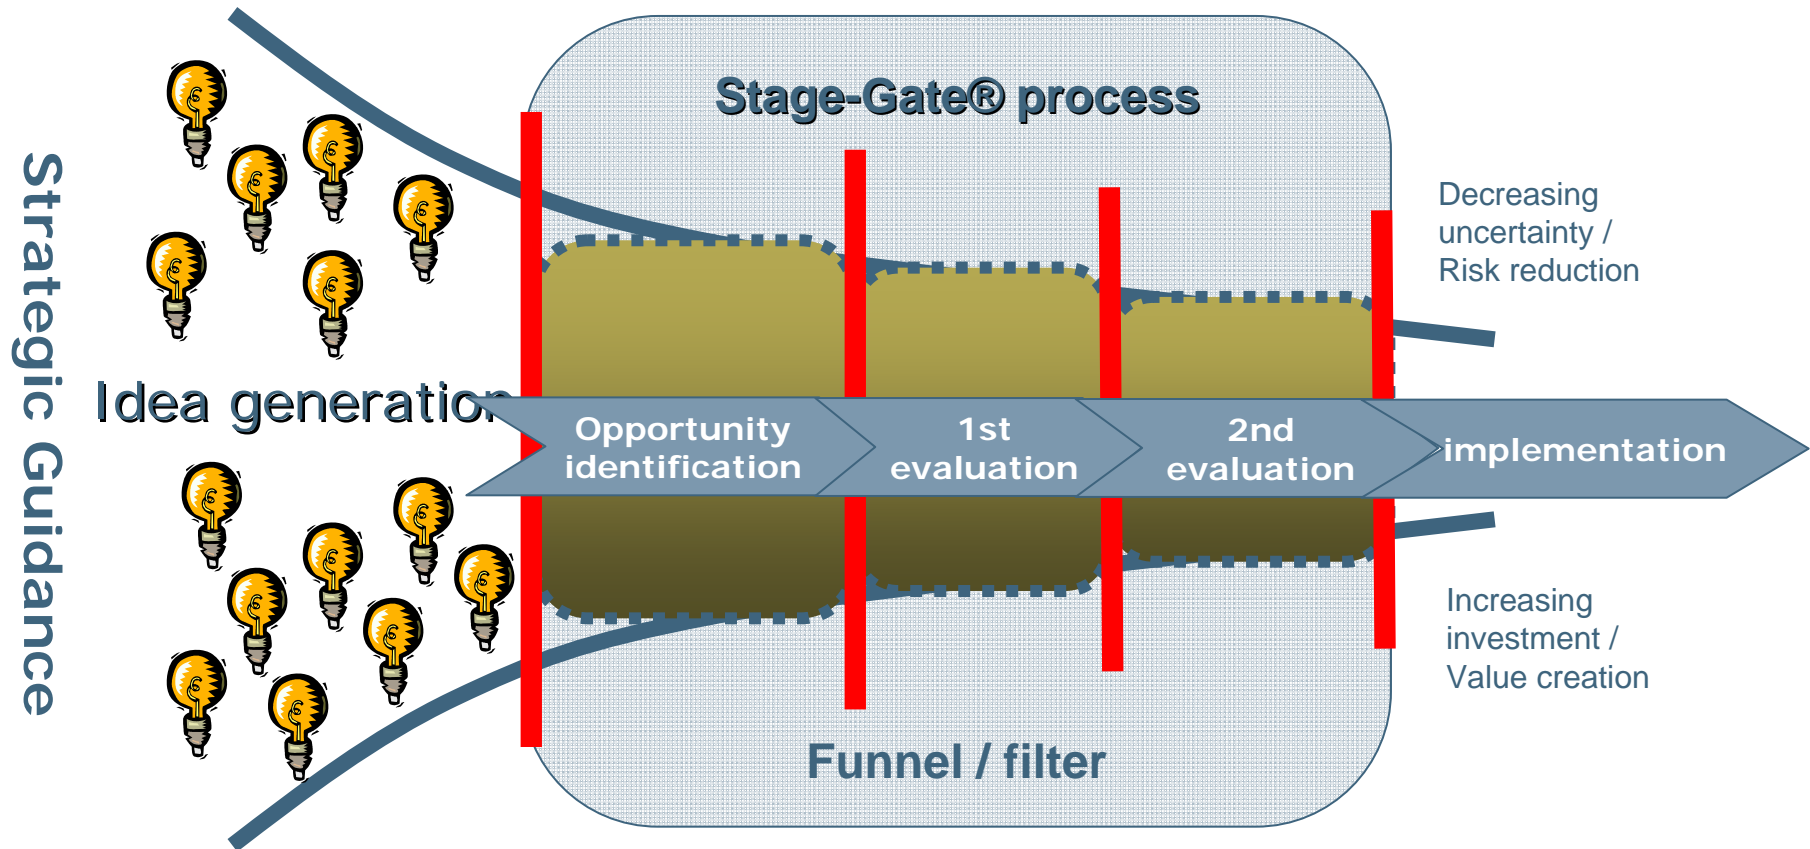 Strategic Guidance
Stage-Gate® process
Idea generation
Opportunity
identification
1st
evaluation
2nd
evaluation
implementation
Decreasing
uncertainty /
Risk reduction
Increasing
investment /
Value creation
Funnel / filter